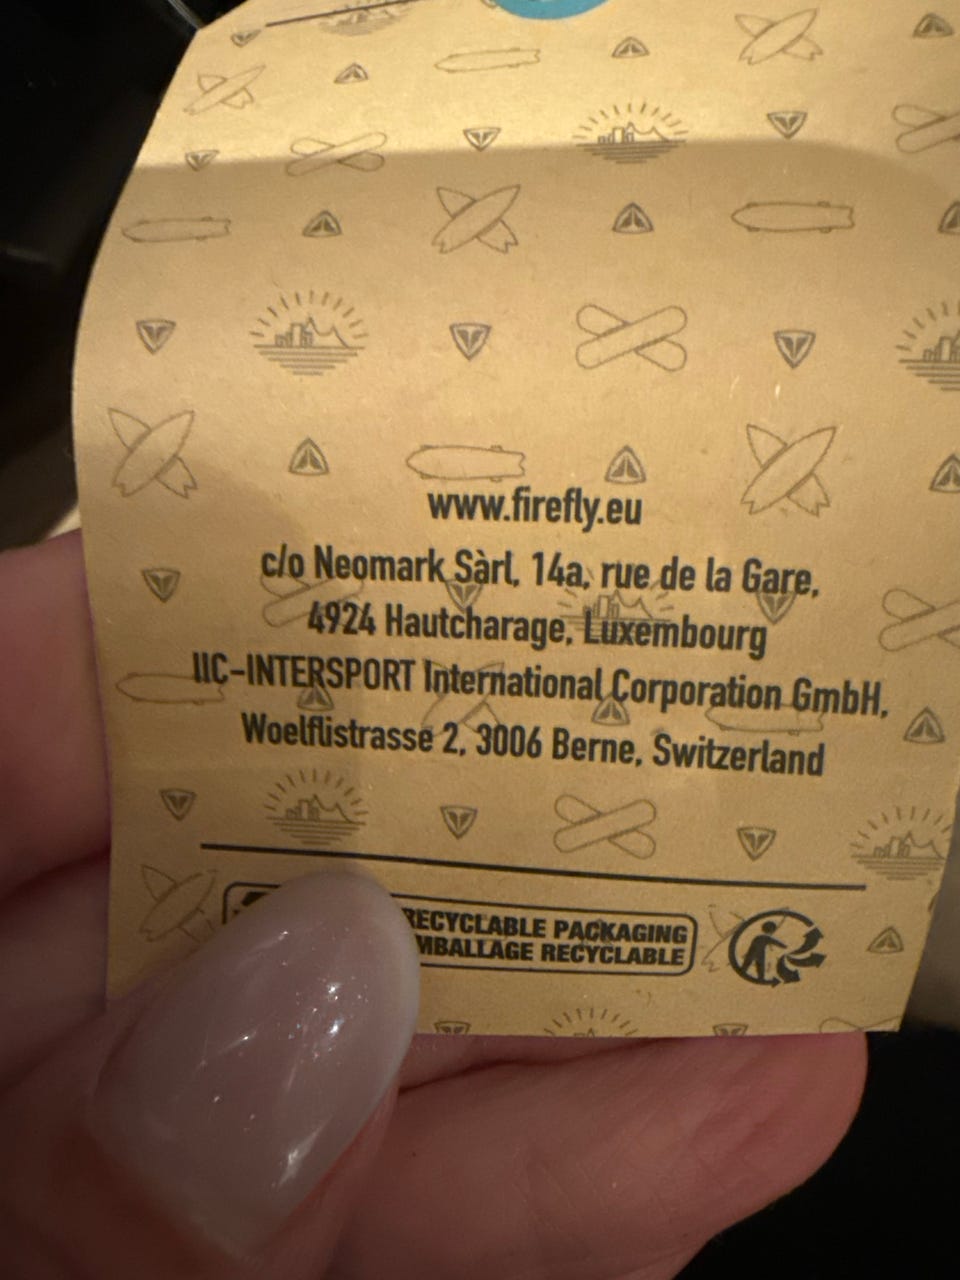 www.firefly.eu
c/o Neomark Sàrl, 14a, rue de la Gare,
4924 Hautcharage, Luxembourg
IIC-INTERSPORT International Corporation GmbH,
Woelflistrasse 2, 3006 Berne, Switzerland
RECYCLABLE PACKAGING
RECYCLABLE